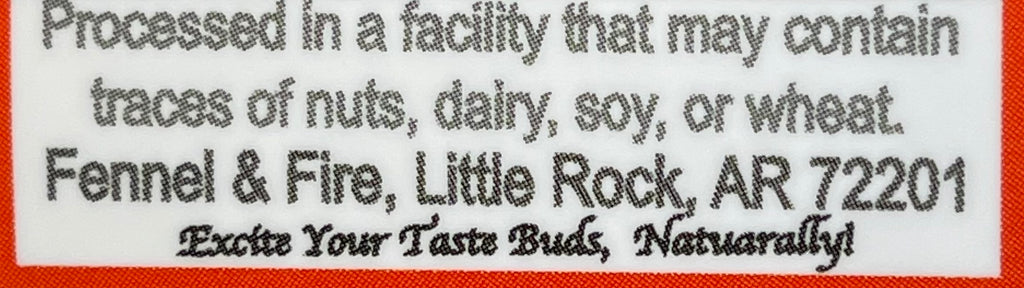 Processed in a facility that may contain
traces of nuts, dairy, soy, or wheat.
Fennel & Fire, Little Rock, AR 72201
Excite Your Taste Buds, Natuarally!